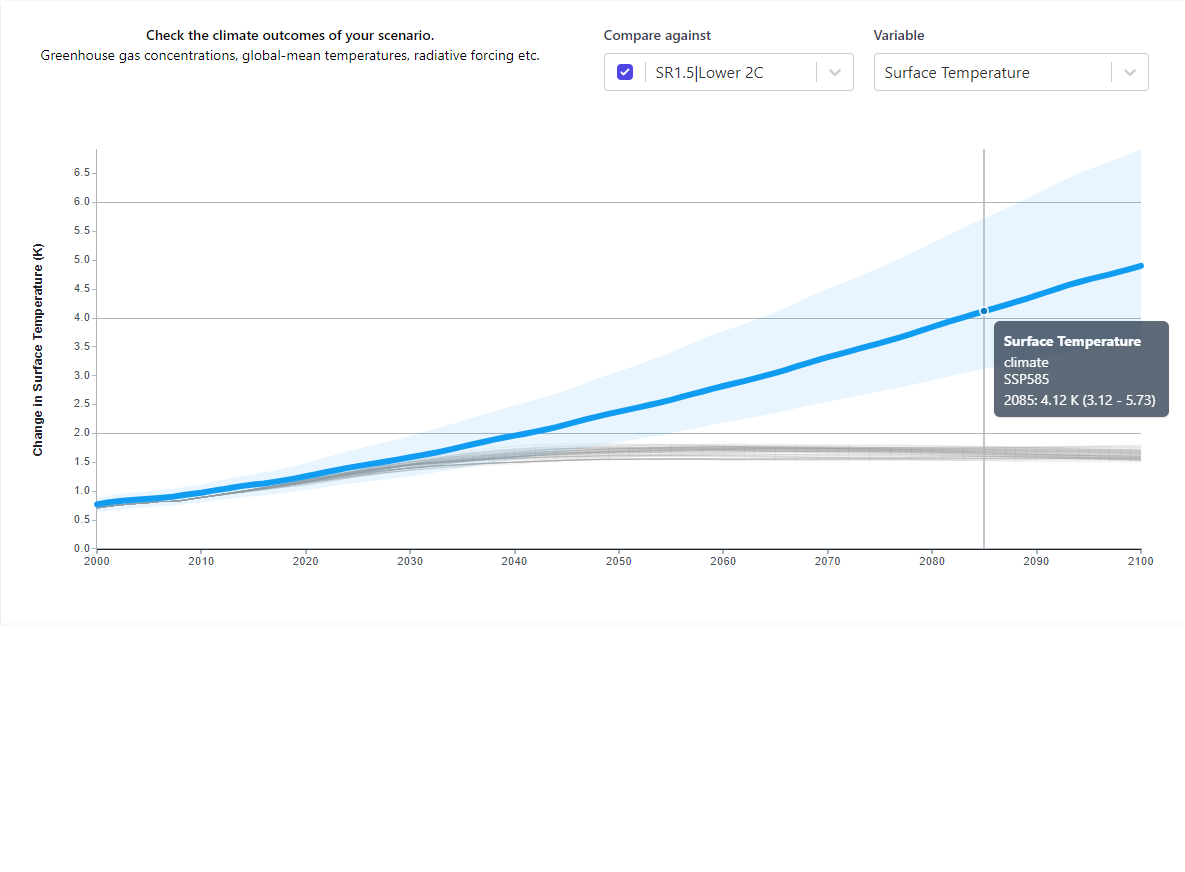 Check the climate outcomes of your scenario.
Greenhouse gas concentrations, global-mean temperatures, radiative forcing etc.
Compare against
SR1.5|Lower 2C
Variable
Surface Temperature
Change in Surface Temperature (K)
6.5
6.0
5.5
5.0
4.5
4.0
3.5
3.0
2.5
2.0
1.5
1.0
0.5
0.0
Surface Temperature
climate
SSP585
2085: 4.12 K (3.12 - 5.73)
2000 2010 2020 2030 2040 2050 2060 2070 2080 2090 2100